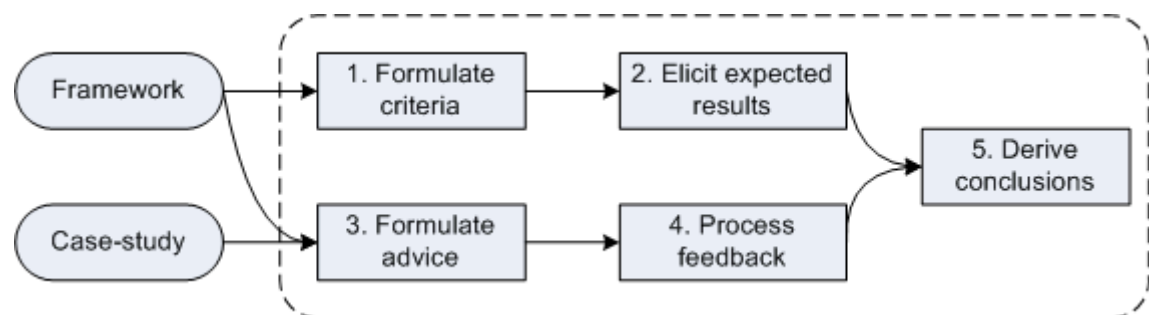 Framework
1. Formulate
criteria
2. Elicit expected
results
5. Derive
conclusions
Case-study
3. Formulate
advice
4. Process
feedback